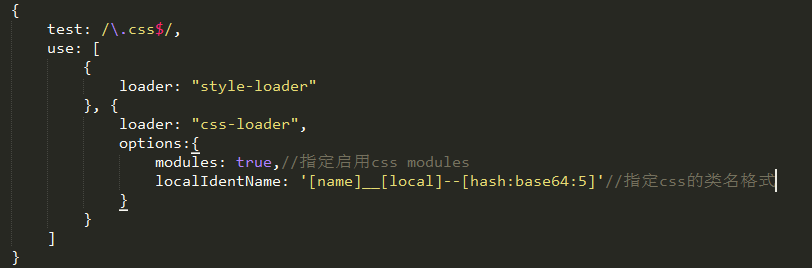 {
    test: /\.css$/,
    use: [
        {
            loader: "style-loader"
        }, {
            loader: "css-loader",
            options:{
                modules: true,//指定启用css modules
                localIdentName: '[name]__[local]--[hash:base64:5]'//指定css的类名格式
            }
        }
    ]
}